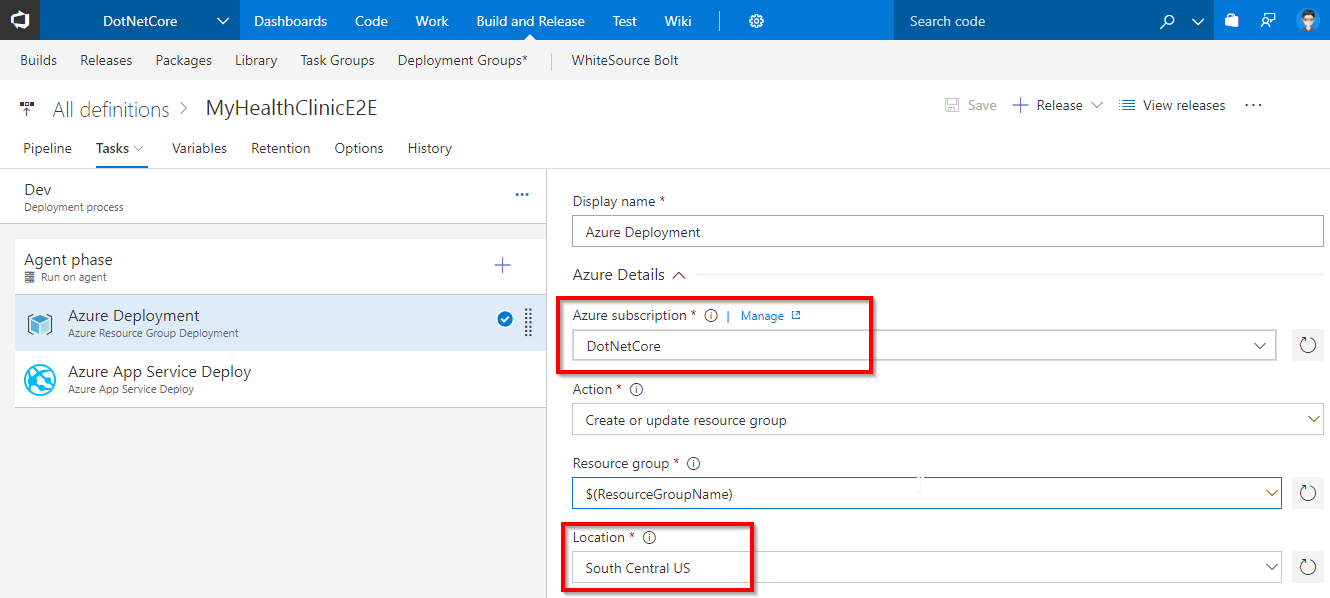 DotNetCore Dashboards Code Work Build and Release Test Wiki Search code
Builds Releases Packages Library Task Groups Deployment Groups* WhiteSource Bolt
All definitions > MyHealthClinicE2E Save Release View releases ...
Pipeline Tasks Variables Retention Options History
Dev
Deployment process
Agent phase
Run on agent
Azure Deployment
Azure Resource Group Deployment
Azure App Service Deploy
Azure App Service Deploy
Display name *
Azure Deployment
Azure Details
Azure subscription * | Manage
DotNetCore
Action *
Create or update resource group
Resource group *
$(ResourceGroupName)
Location *
South Central US